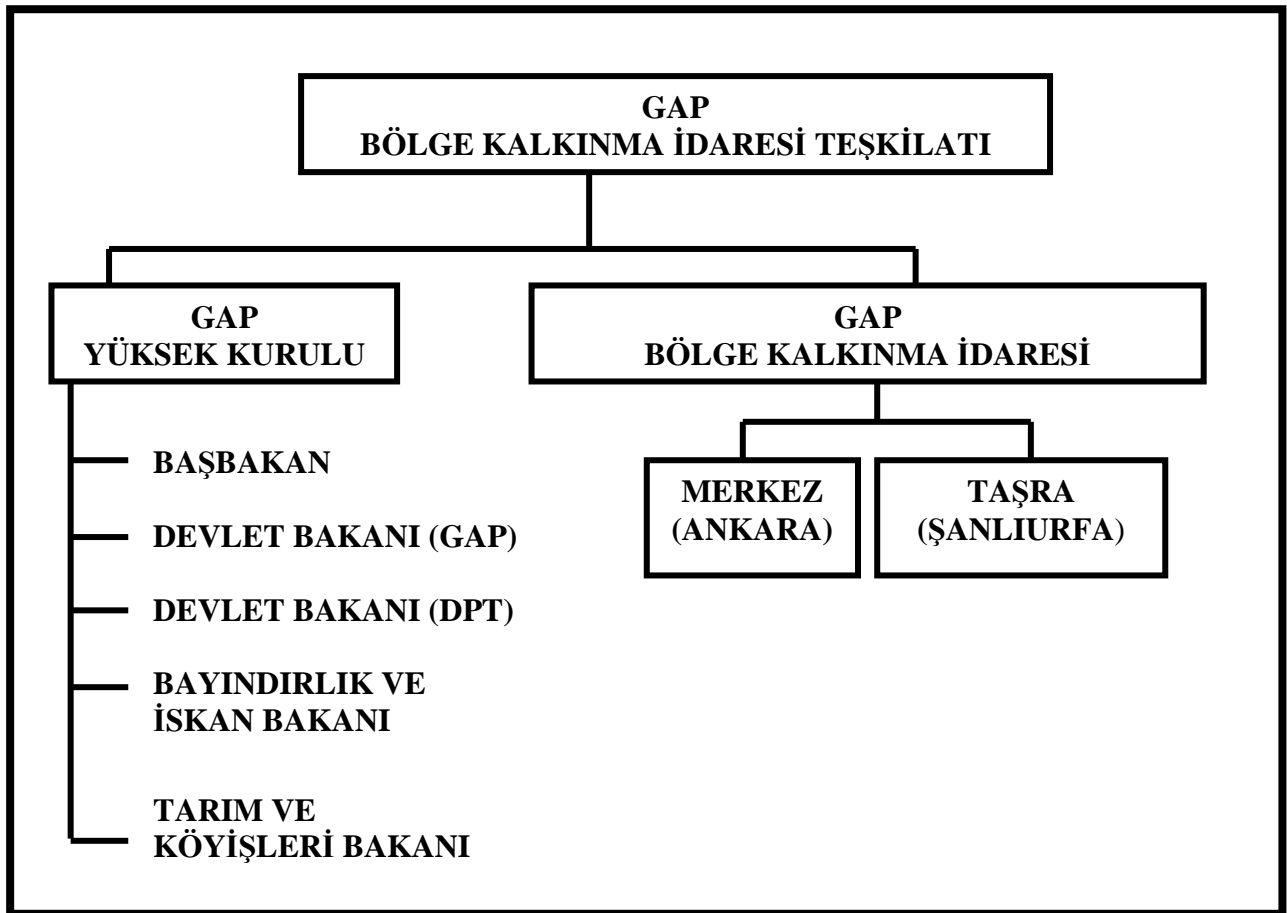 GAP
BÖLGE KALKINMA İDARESİ TEŞKİLATI
GAP
YÜKSEK KURULU
GAP
BÖLGE KALKINMA İDARESİ
BAŞBAKAN
DEVLET BAKANI (GAP)
DEVLET BAKANI (DPT)
BAYINDIRLIK VE
İSKAN BAKANI
TARIM VE
KÖYİŞLERİ BAKANI
MERKEZ
(ANKARA)
TAŞRA
(ŞANLIURFA)